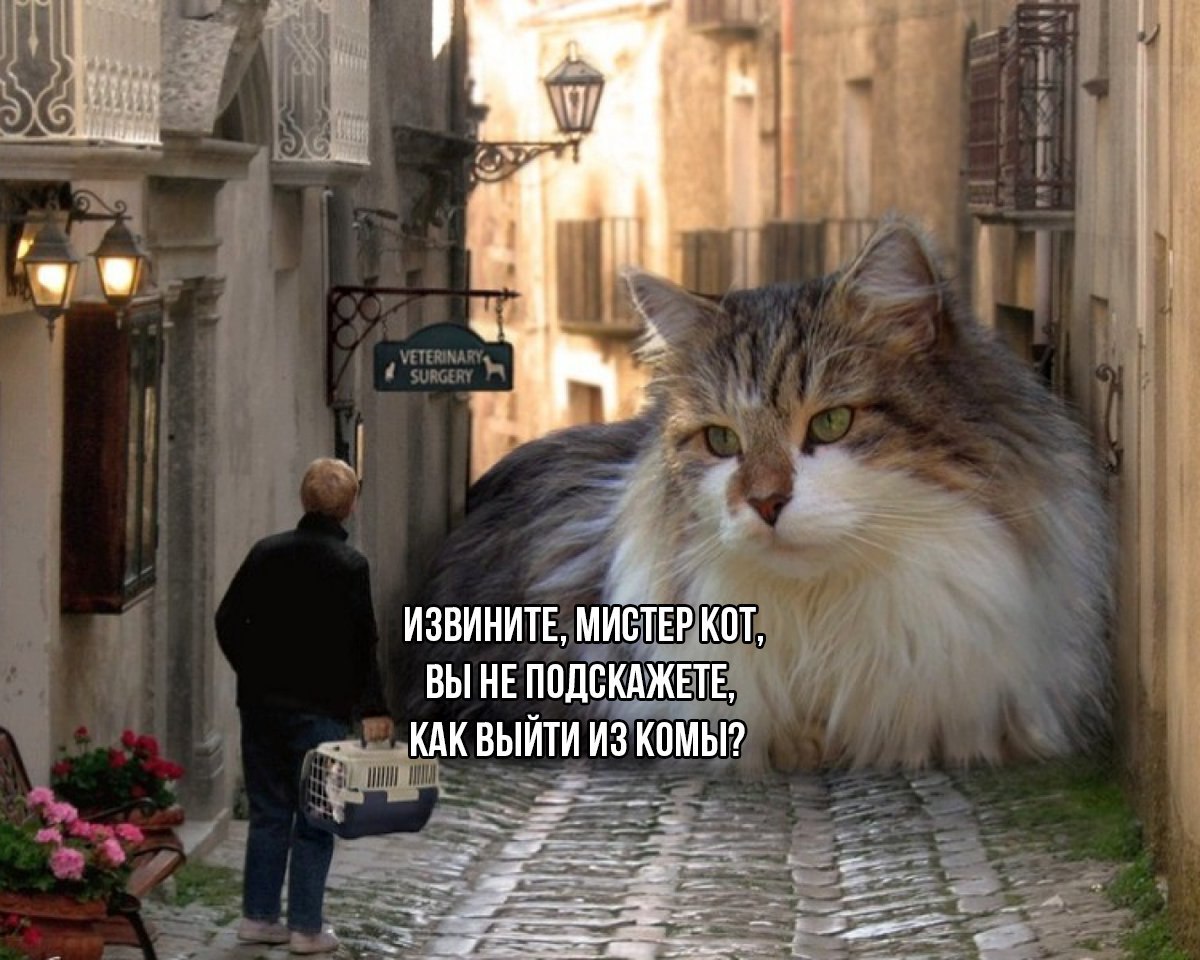 VETERINARY
SURGERY
ИЗВИНИТЕ, МИСТЕР КОТ,
ВЫ НЕ ПОДСКАЖЕТЕ,
КАК ВЫЙТИ ИЗ КОМЫ?